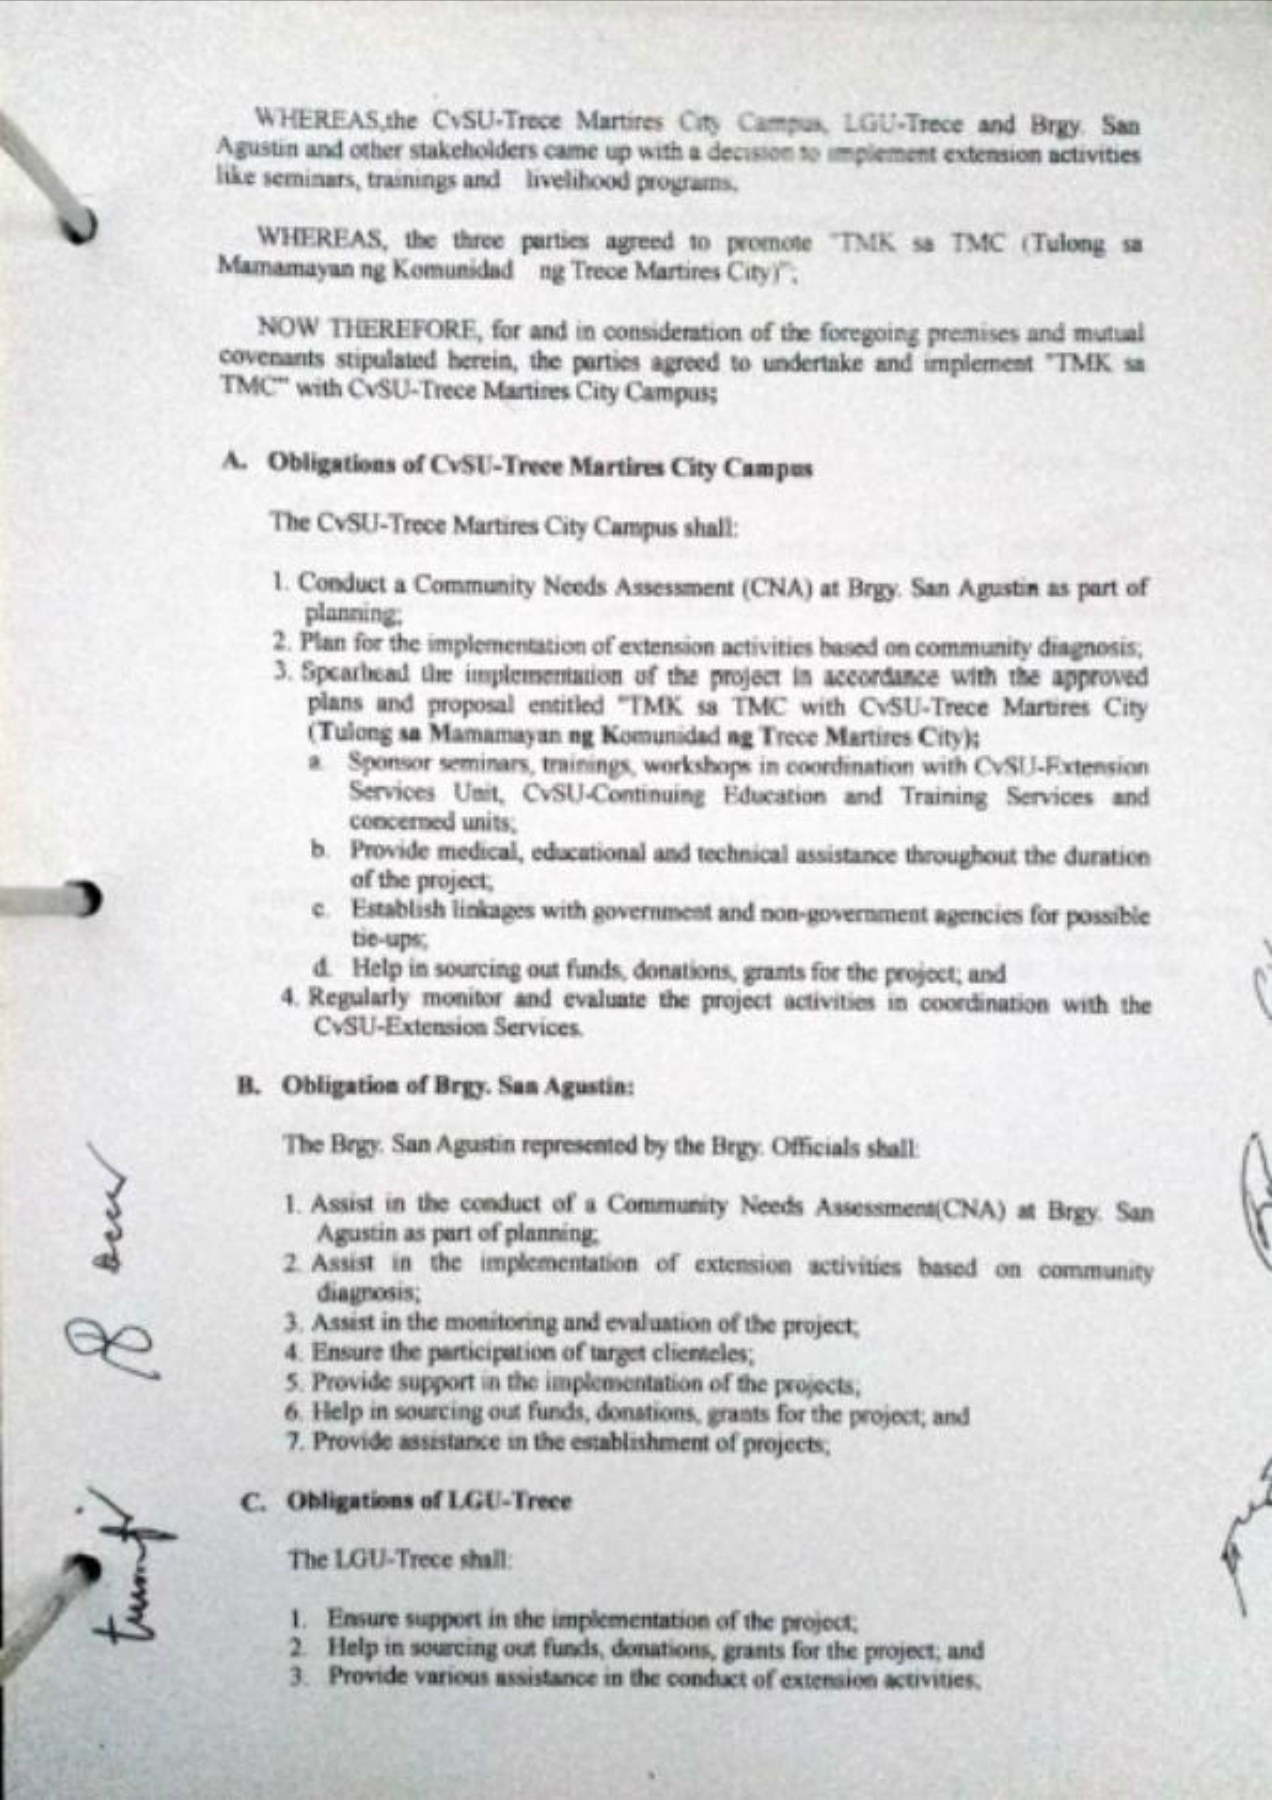 WHEREAS,the CvSU-Trece Martires City Campus, LGU-Trece and Brgy. San
Agustin and other stakeholders came up with a decision to implement extension activities
like seminars, trainings and livelihood programs.
WHEREAS, the three parties agreed to promote "TMK sa TMC (Tulong sa
Mamamayan ng Komunidad ng Trece Martires City)";
NOW THEREFORE, for and in consideration of the foregoing premises and mutual
covenants stipulated herein, the parties agreed to undertake and implement "TMK sa
TMC" with CvSU-Trece Martires City Campus;
A. Obligations of CvSU-Trece Martires City Campus
The CvSU-Trece Martires City Campus shall:
1. Conduct a Community Needs Assessment (CNA) at Brgy. San Agustin as part of
planning;
2. Plan for the implementation of extension activities based on community diagnosis;
3. Spearhead the implementation of the project in accordance with the approved
plans and proposal entitled "TMK sa TMC with CvSU-Trece Martires City
(Tulong sa Mamamayan ng Komunidad ng Trece Martires City);
a. Sponsor seminars, trainings, workshops in coordination with CvSU-Extension
Services Unit, CvSU-Continuing Education and Training Services and
concerned units;
b. Provide medical, educational and technical assistance throughout the duration
of the project;
c. Establish linkages with government and non-government agencies for possible
tie-ups;
d. Help in sourcing out funds, donations, grants for the project; and
4. Regularly monitor and evaluate the project activities in coordination with the
CvSU-Extension Services.
B. Obligation of Brgy. San Agustin:
The Brgy. San Agustin represented by the Brgy. Officials shall:
1. Assist in the conduct of a Community Needs Assessment(CNA) at Brgy. San
Agustin as part of planning;
2. Assist in the implementation of extension activities based on community
diagnosis;
3. Assist in the monitoring and evaluation of the project;
4. Ensure the participation of target clienteles;
5. Provide support in the implementation of the projects;
6. Help in sourcing out funds, donations, grants for the project; and
7. Provide assistance in the establishment of projects;
C. Obligations of LGU-Trece
The LGU-Trece shall:
1. Ensure support in the implementation of the project;
2. Help in sourcing out funds, donations, grants for the project; and
3. Provide various assistance in the conduct of extension activities.